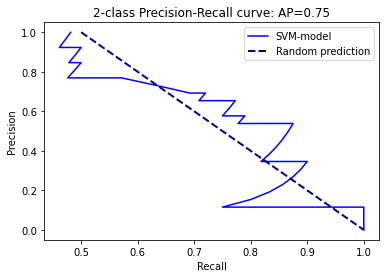 2-class Precision-Recall curve: AP=0.75
SVM-model
Random prediction
Precision
1.0
0.8
0.6
0.4
0.2
0.0
0.5 0.6 0.7 0.8 0.9 1.0
Recall